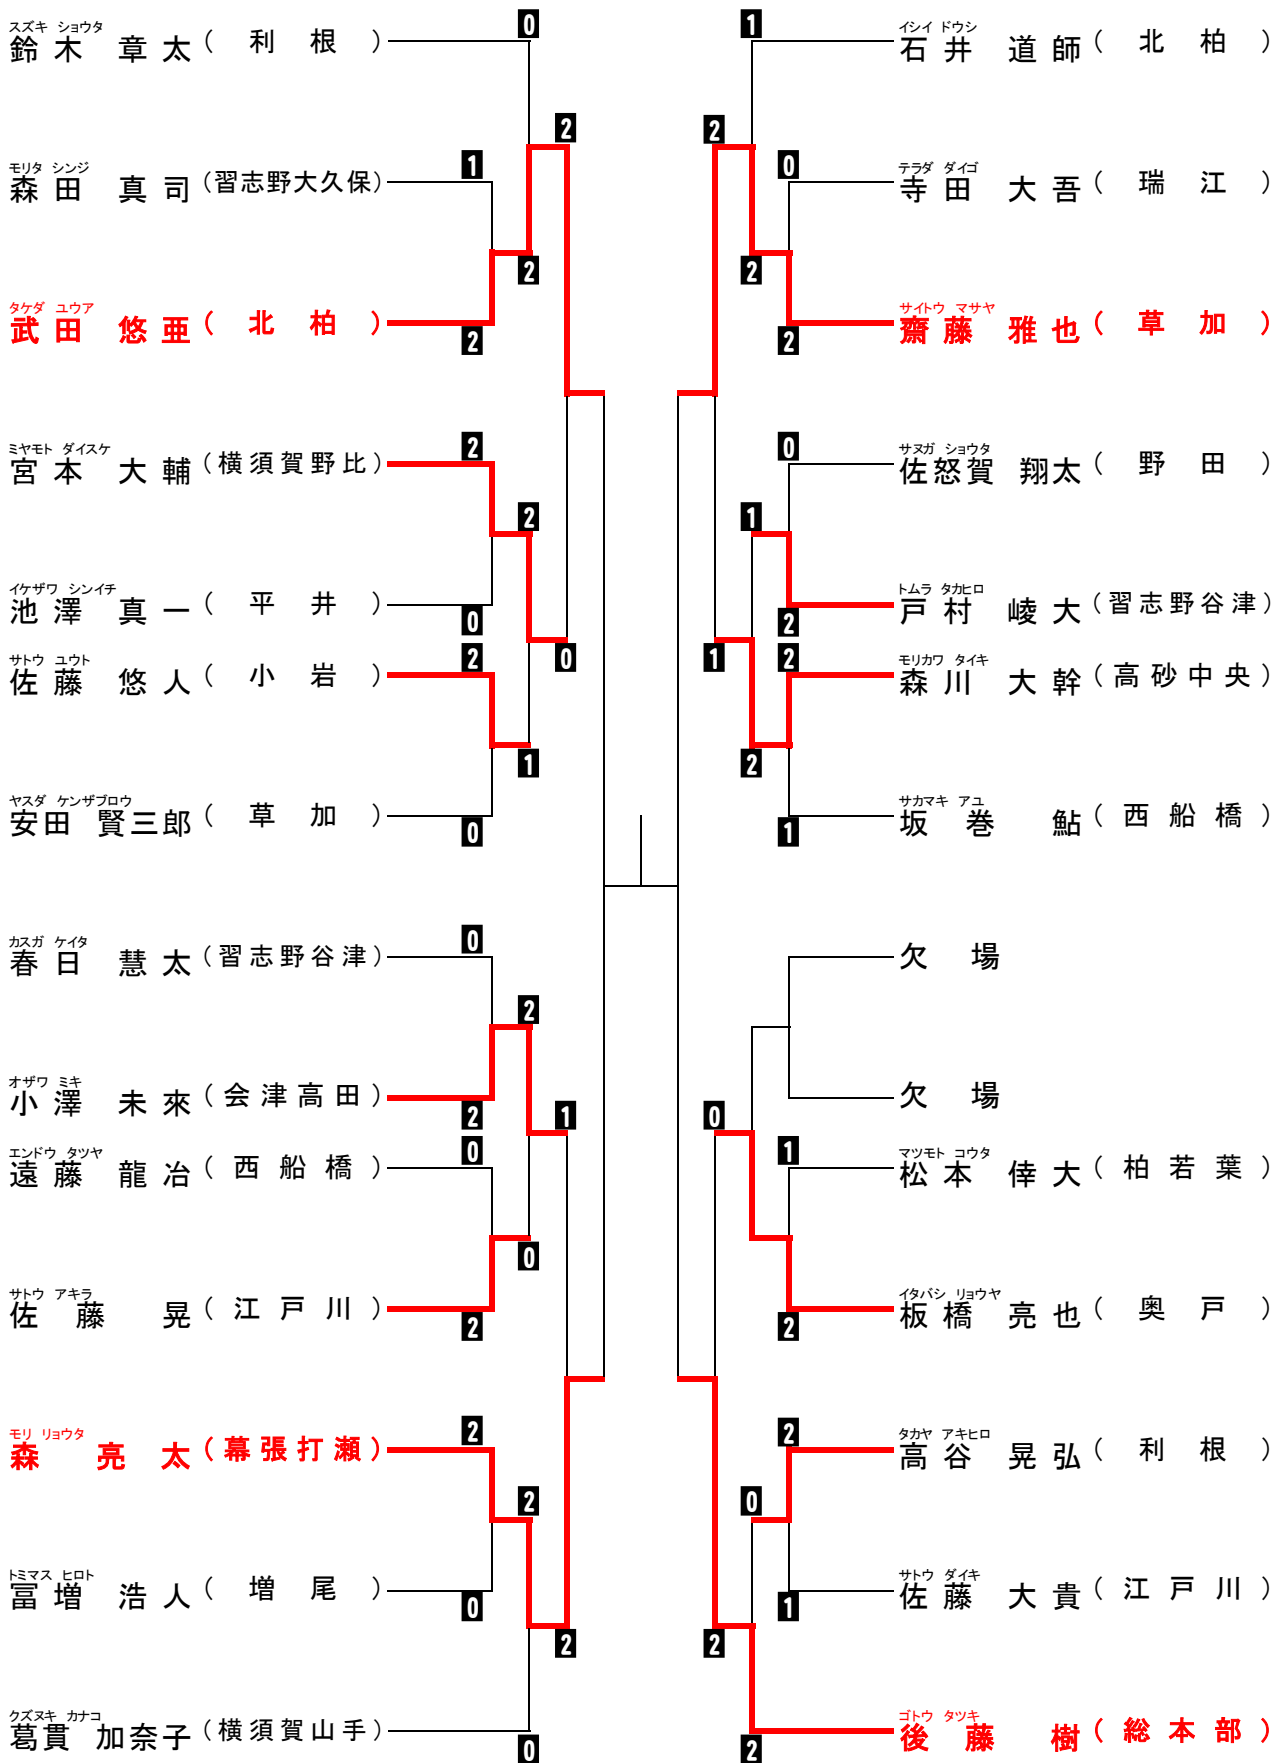 スズキ ショウタ
鈴木 章太 ( 利根 )
0
2
モリタ シンジ
森田 真司 (習志野大久保)
1
2
タケダ ユウア
武田 悠亜 ( 北柏 )
2
ミヤモト ダイスケ
宮本 大輔 (横須賀野比)
2
2
イケザワ シンイチ
池澤 真一 ( 平井 )
0
0
サトウ ユウト
佐藤 悠人 ( 小岩 )
2
1
ヤスダ ケンザブロウ
安田 賢三郎 ( 草加 )
0
カスガ ケイタ
春日 慧太 (習志野谷津)
0
2
オザワ ミキ
小澤 未來 (会津高田)
2
1
エンドウ タツヤ
遠藤 龍冶 ( 西船橋 )
0
0
サトウ アキラ
佐藤 晃 ( 江戸川 )
2
モリ リョウタ
森 亮太 (幕張打瀬)
2
2
トミマス ヒロト
冨増 浩人 ( 増尾 )
0
2
クズヌキ カナコ
葛貫 加奈子 (横須賀山手)
0
イシイ ドウシ
石井 道師 ( 北柏 )
1
2
テラダ ダイゴ
寺田 大吾 ( 瑞江 )
0
2
サイトウ マサヤ
齋藤 雅也 ( 草加 )
2
サヌガ ショウタ
佐怒賀 翔太 ( 野田 )
0
1
トムラ タカヒロ
戸村 崚大 (習志野谷津)
2
1
モリカワ タイキ
森川 大幹 (高砂中央)
2
2
サカマキ アユ
坂巻 鮎 ( 西船橋 )
1
欠場
欠場
0
マツモト コウタ
松本 倖大 ( 柏若葉 )
1
イタバシ リョウヤ
板橋 亮也 ( 奥戸 )
2
タカヤ アキヒロ
高谷 晃弘 ( 利根 )
2
0
サトウ ダイキ
佐藤 大貴 ( 江戸川 )
1
2
ゴトウ タツキ
後藤 樹 ( 総本部 )
2